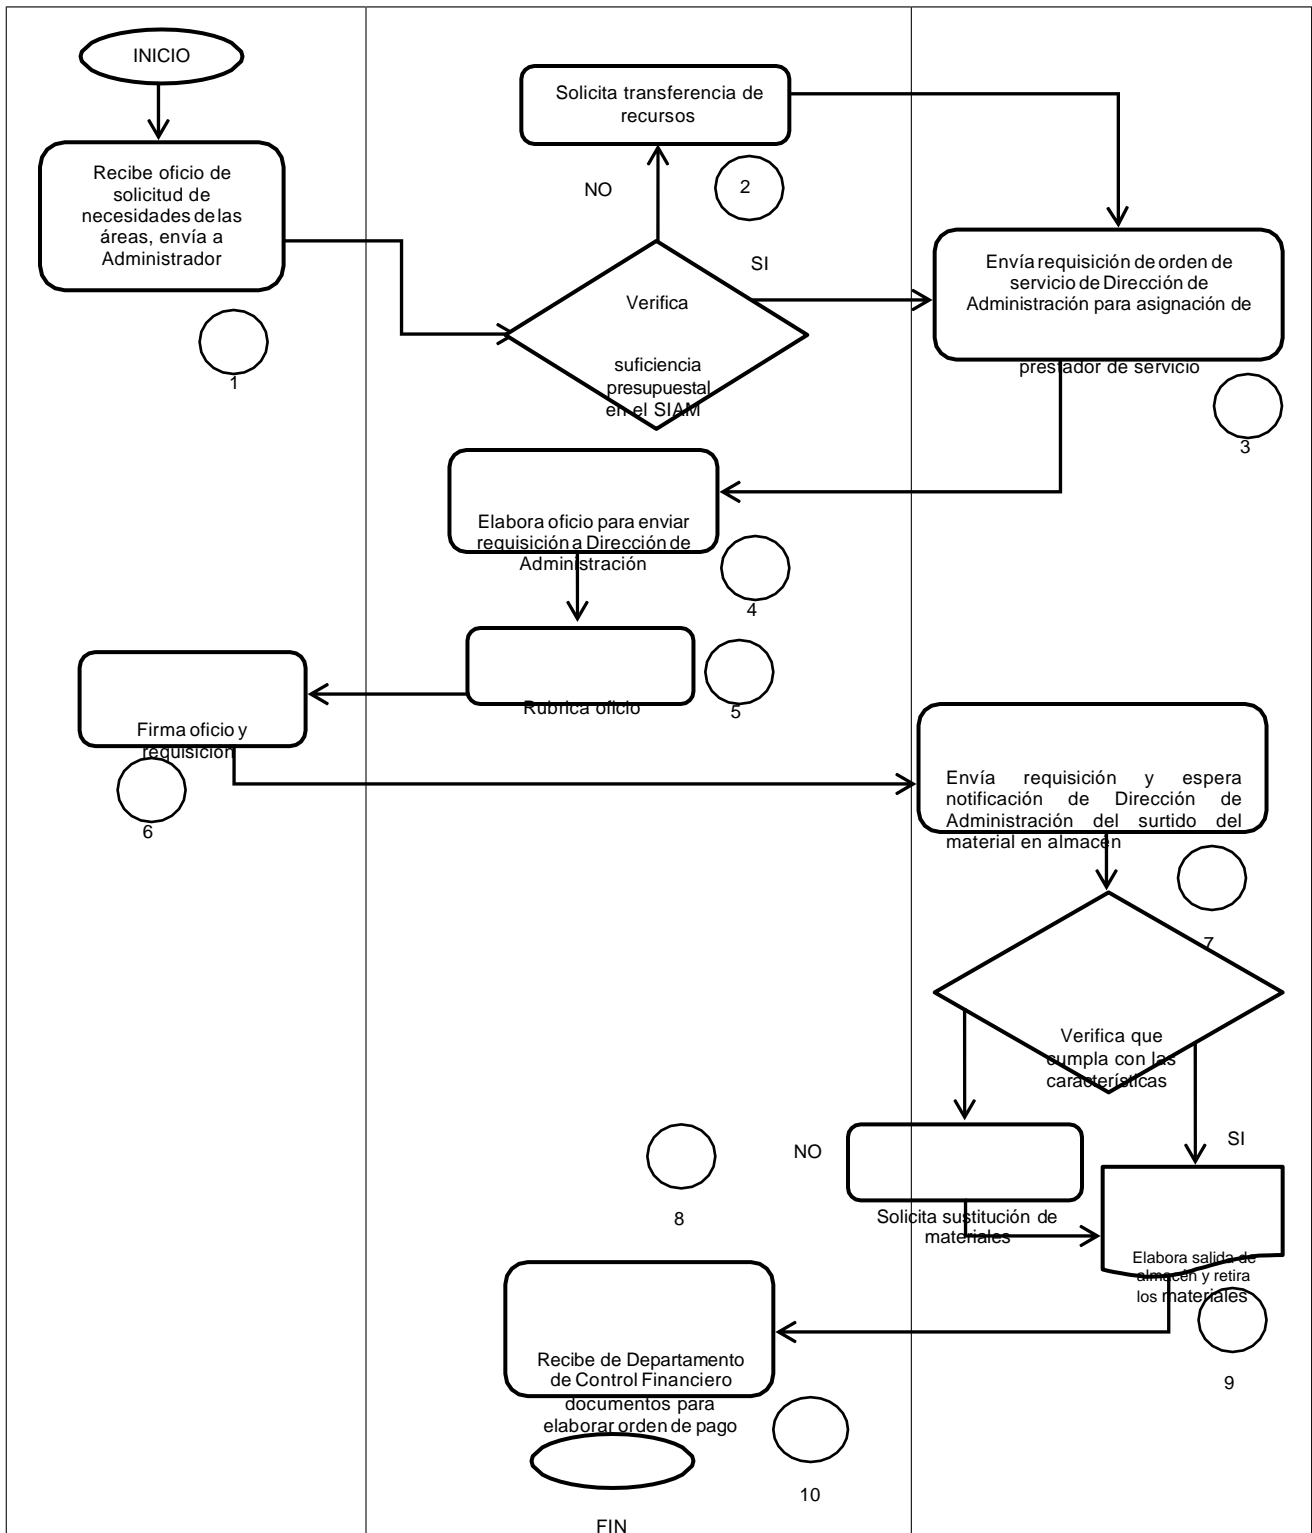 INICIO
Solicita transferencia de
recursos
Recibe oficio de
solicitud de
necesidades de las
áreas, envía a
Administrador
NO
2
SI
Envía requisición de orden de
servicio de Dirección de
Administración para asignación de
prestador de servicio
Verifica
suficiencia
presupuestal
en el SIAM
1
3
Elabora oficio para enviar
requisición a Dirección de
Administración
4
Rubrica oficio
5
Firma oficio y
requisición
6
Envía requisición y espera
notificación de Dirección de
Administración del surtido del
material en almacén
7
Verifica que
cumpla con las
características
NO
SI
8
Solicita sustitución de
materiales
Elabora salida de
almacén y retira
los materiales
9
Recibe de Departamento
de Control Financiero
documentos para
elaborar orden de pago
10
FIN